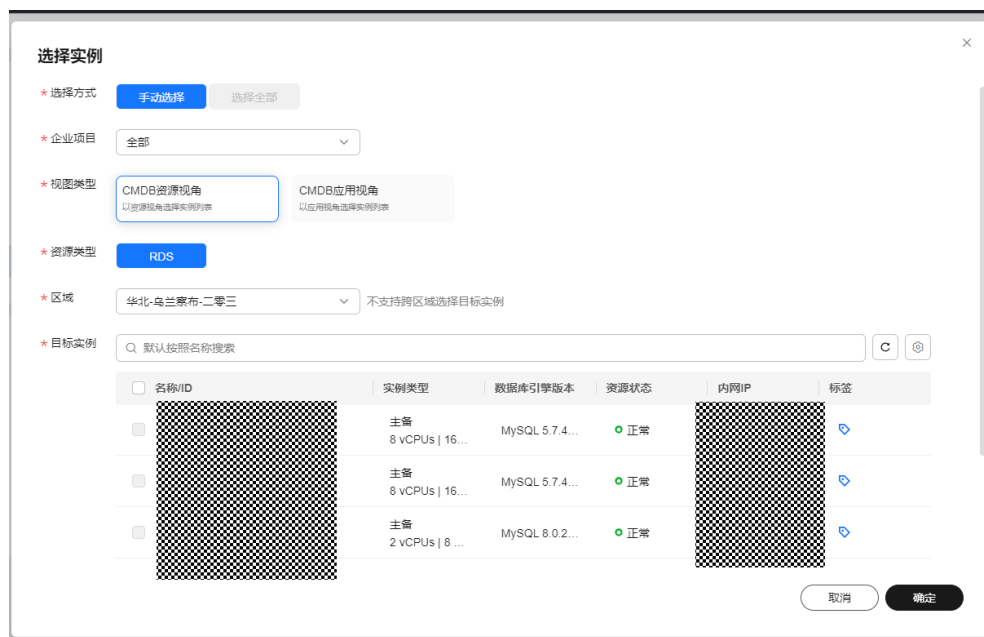 选择实例
* 选择方式
手动选择
选择全部
* 企业项目
全部
* 视图类型
CMDB资源视角
以资源视角选择实例列表
CMDB应用视角
以应用视角选择实例列表
* 资源类型
RDS
* 区域
华北-乌兰察布-二零三
不支持跨区域选择目标实例
* 目标实例
默认按照名称搜索
名称/ID 实例类型 数据库引擎版本 资源状态 内网IP 标签
主备
8 vCPUs | 16... MySQL 5.7.4... 正常
主备
8 vCPUs | 16... MySQL 5.7.4... 正常
主备
2 vCPUs | 8 ... MySQL 8.0.2... 正常
取消 确定